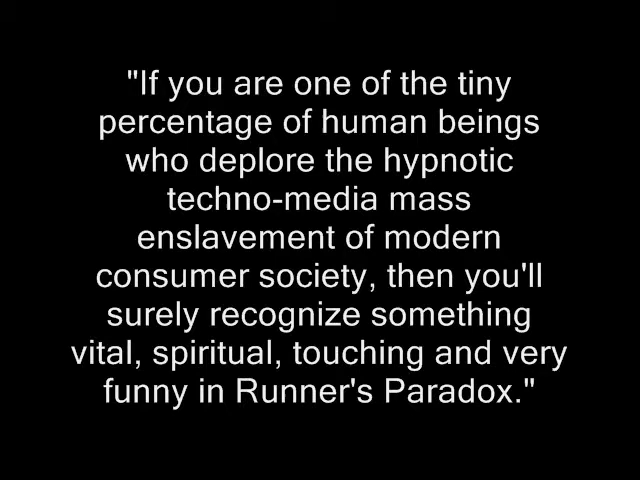 "If you are one of the tiny
percentage of human beings
who deplore the hypnotic
techno-media mass
enslavement of modern
consumer society, then you'll
surely recognize something
vital, spiritual, touching and very
funny in Runner's Paradox."